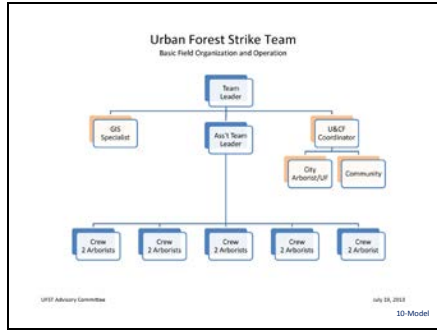 Urban Forest Strike Team
Basic Field Organization and Operation
Team
Leader
GIS
Specialist
Ass't Team
Leader
U&CF
Coordinator
City
Arborist/UF
Community
Crew
2 Arborists
Crew
2 Arborists
Crew
2 Arborists
Crew
2 Arborists
Crew
2 Arborist
UFST Advisory Committee
July 18, 2013
10-Model